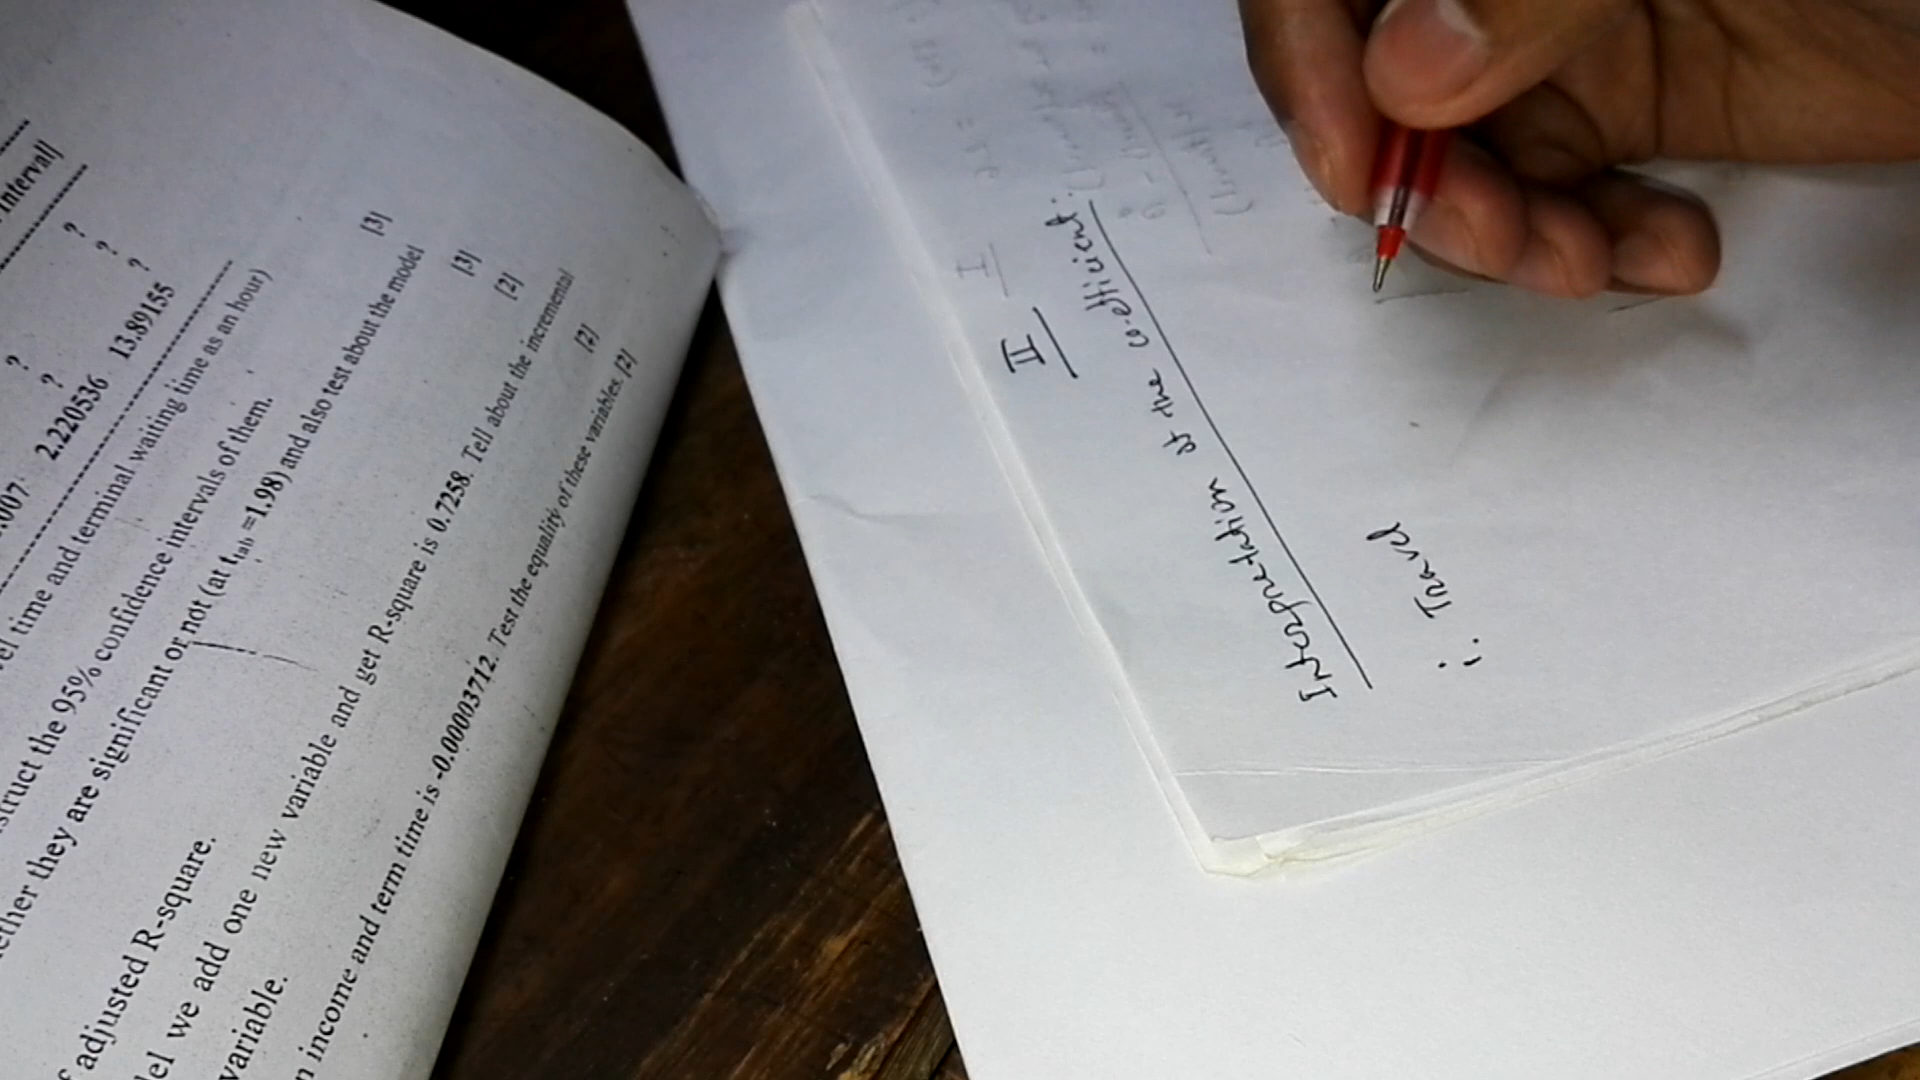 Interval]
? ?
? ?
?
.007 2.220536 13.89155
vel time and terminal waiting time as an hour)
[3]
struct the 95% confidence intervals of them.
ether they are significant or not (at ttab =1.98) and also test about the model
[3]
[2]
f adjusted R-square.
del we add one new variable and get R-square is 0.7258. Tell about the incremental
variable.
[2]
n income and term time is -0.00003712. Test the equality of these variables. [2]
I
II
Interpretation of the co-efficient:
i. Travel